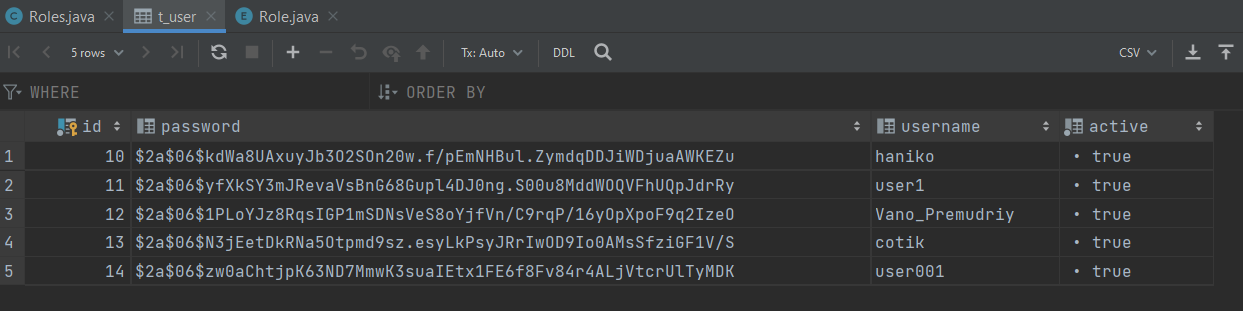 Roles.java t_user Role.java
5 rows Tx: Auto DDL CSV
WHERE ORDER BY
id password username active
1 10 $2a$06$kdWa8UAxuyJb3O2SOn20w.f/pEmNHBul.ZymdqDDJiWDjuaAWKEZu haniko true
2 11 $2a$06$yfXkSY3mJRevaVsBnG68Gupl4DJ0ng.S00u8MddWOQVFhUQpJdrRy user1 true
3 12 $2a$06$1PLoYJz8RqsIGP1mSDNsVeS8oYjfVn/C9rqP/16yOpXpoF9q2IzeO Vano_Premudriy true
4 13 $2a$06$N3jEetDkRNa5Otpmd9sz.esyLkPsyJRrIwOD9Io0AMsSfziGF1V/S cotik true
5 14 $2a$06$zw0aChtjpK63ND7MmwK3suaIEtx1FE6f8Fv84r4ALjVtcrUlTyMDK user001 true